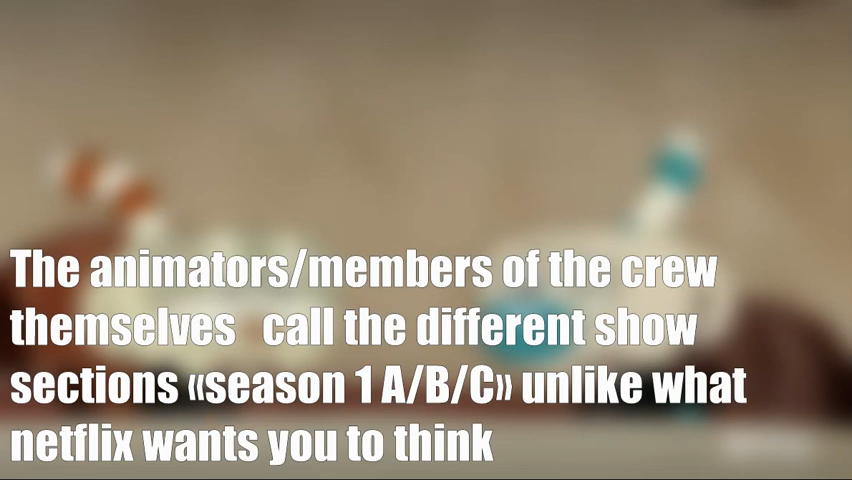 The animators/members of the crew
themselves call the different show
sections «season 1 A/B/C» unlike what
netflix wants you to think